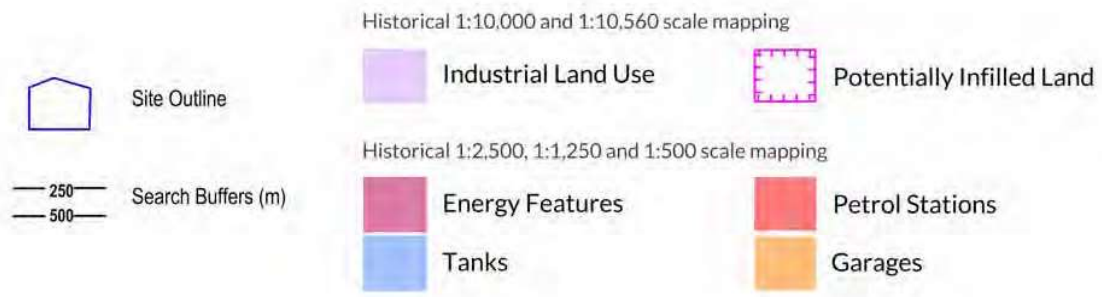 Historical 1:10,000 and 1:10,560 scale mapping
Industrial Land Use
Potentially Infilled Land
Site Outline
Historical 1:2,500, 1:1,250 and 1:500 scale mapping
250
500
Search Buffers (m)
Energy Features
Petrol Stations
Tanks
Garages